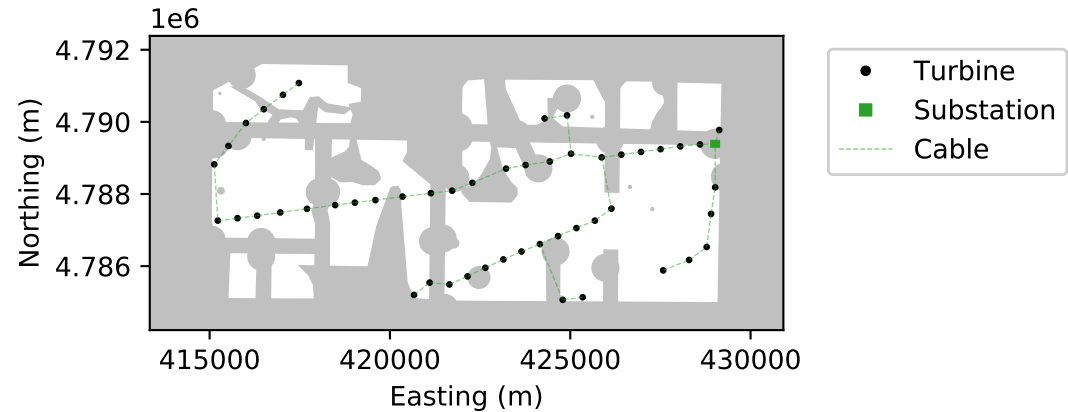 1e6
4.792
4.790
4.788
4.786
Northing (m)
415000 420000 425000 430000
Easting (m)
Turbine
Substation
Cable